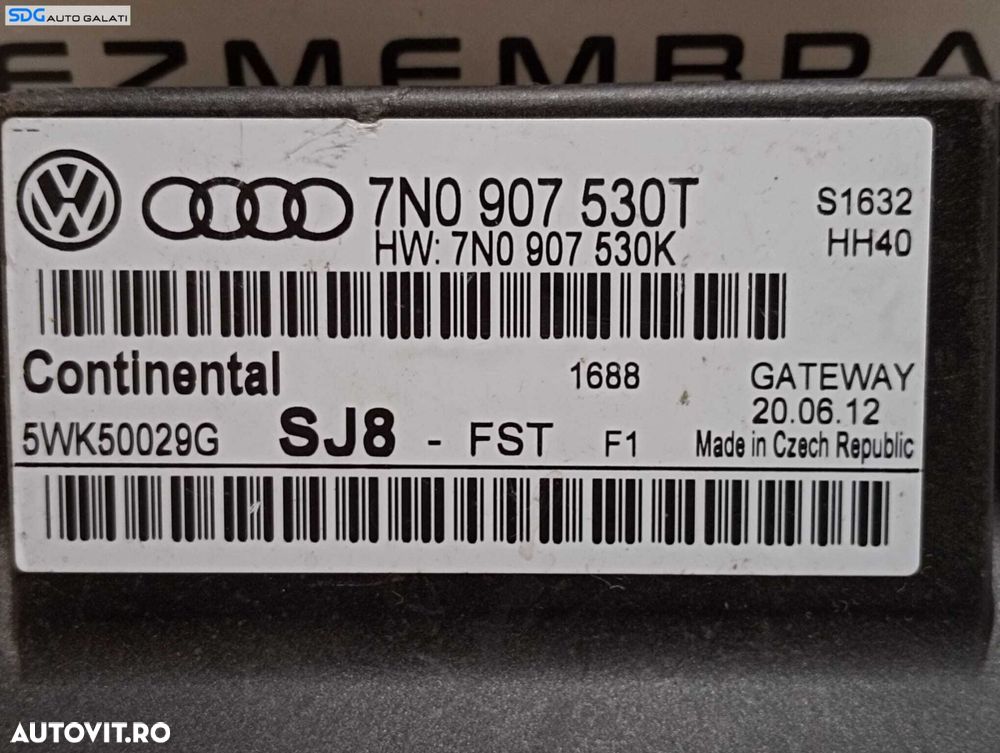 SDG AUTO GALATI
EZMEMBRA
7N0 907 530T
HW: 7N0 907 530K
S1632
HH40
Continental
1688
GATEWAY
20.06.12
5WK50029G SJ8 - FST F1
Made in Czech Republic
AUTOVIT.RO